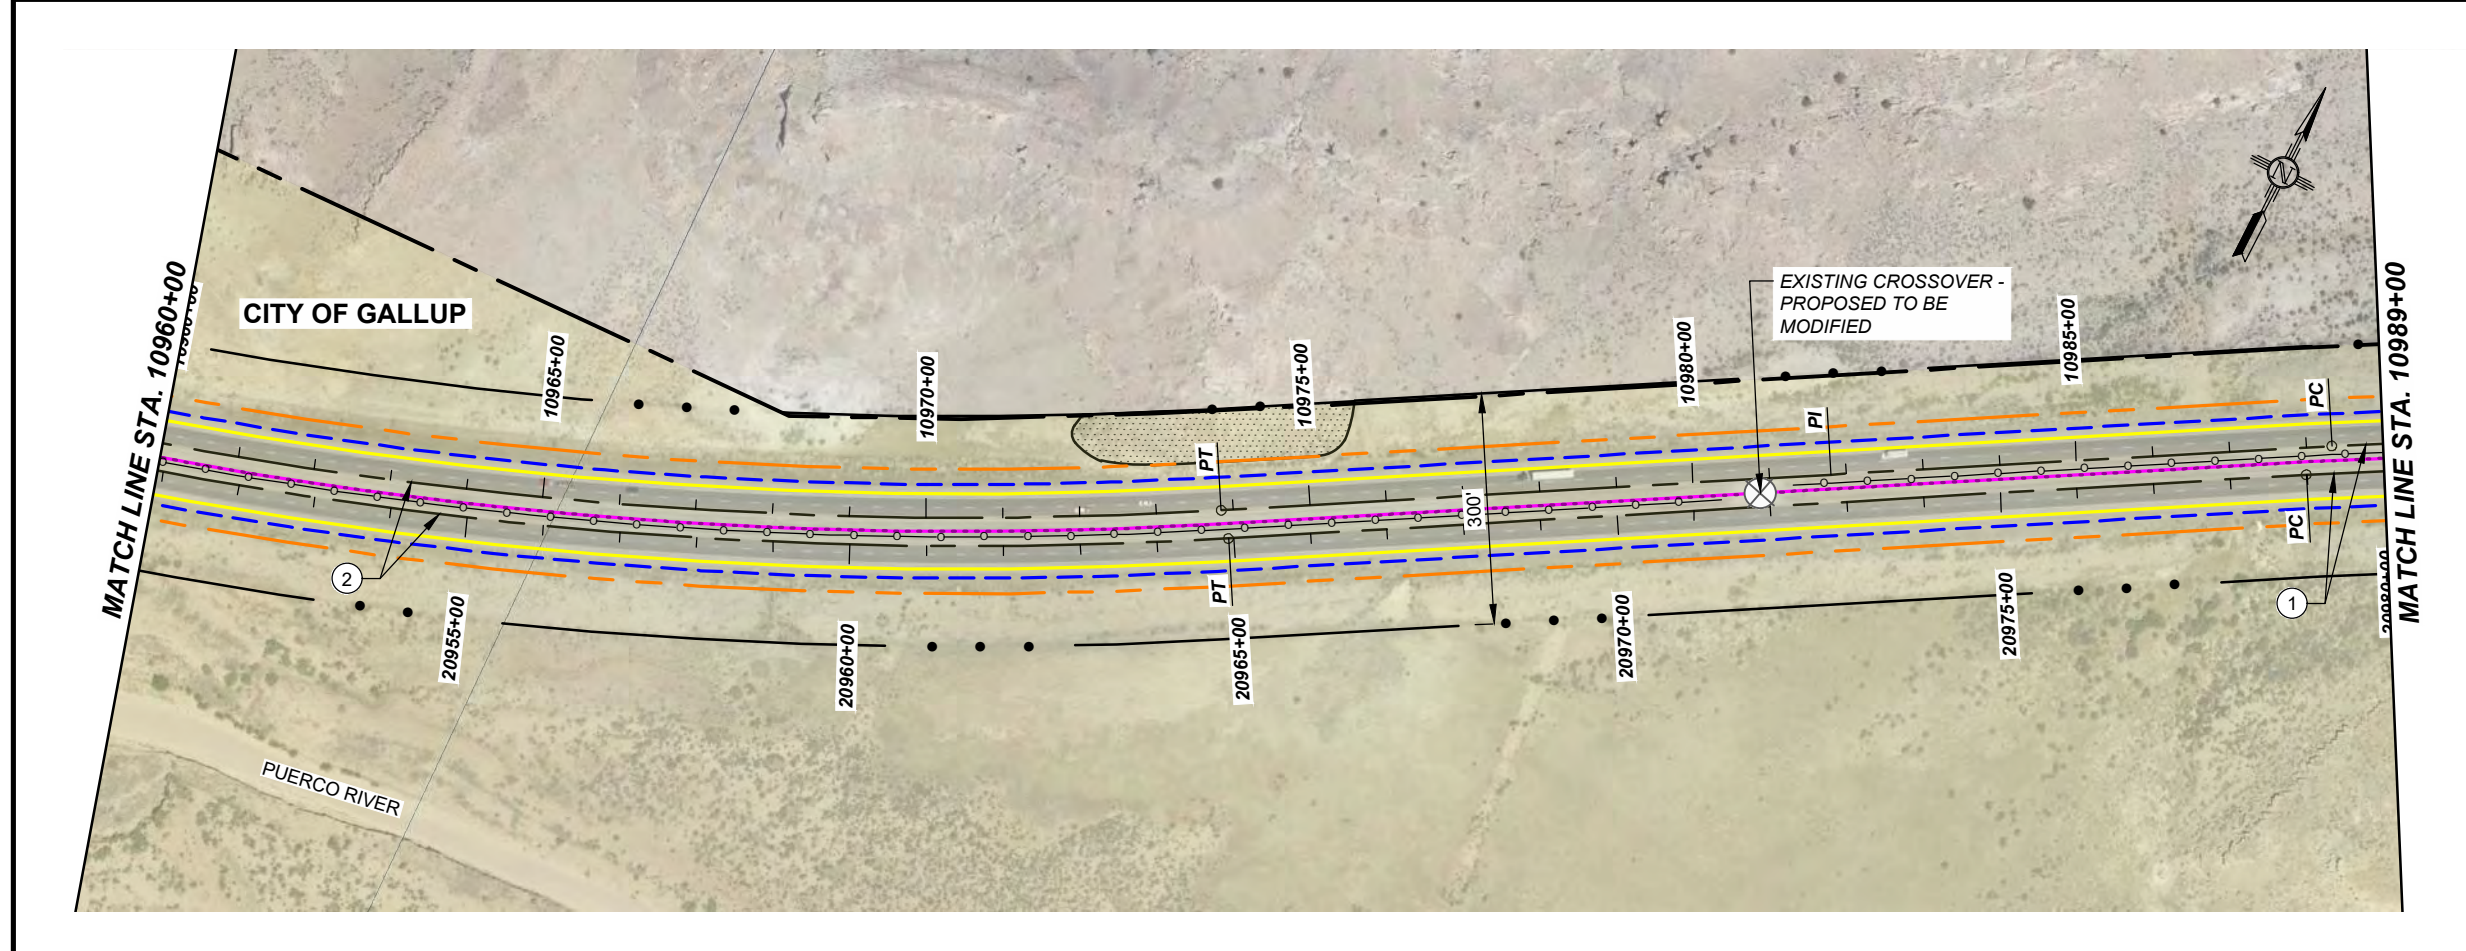 MATCH LINE STA. 10960+00
CITY OF GALLUP
10965+00
10970+00
10975+00
10980+00
10985+00
EXISTING CROSSOVER -
PROPOSED TO BE
MODIFIED
N
MATCH LINE STA. 10989+00
PT
PI
PC
300'
2
PT
PC
1
20955+00
20960+00
20965+00
20970+00
20975+00
20980+00
PUERCO RIVER